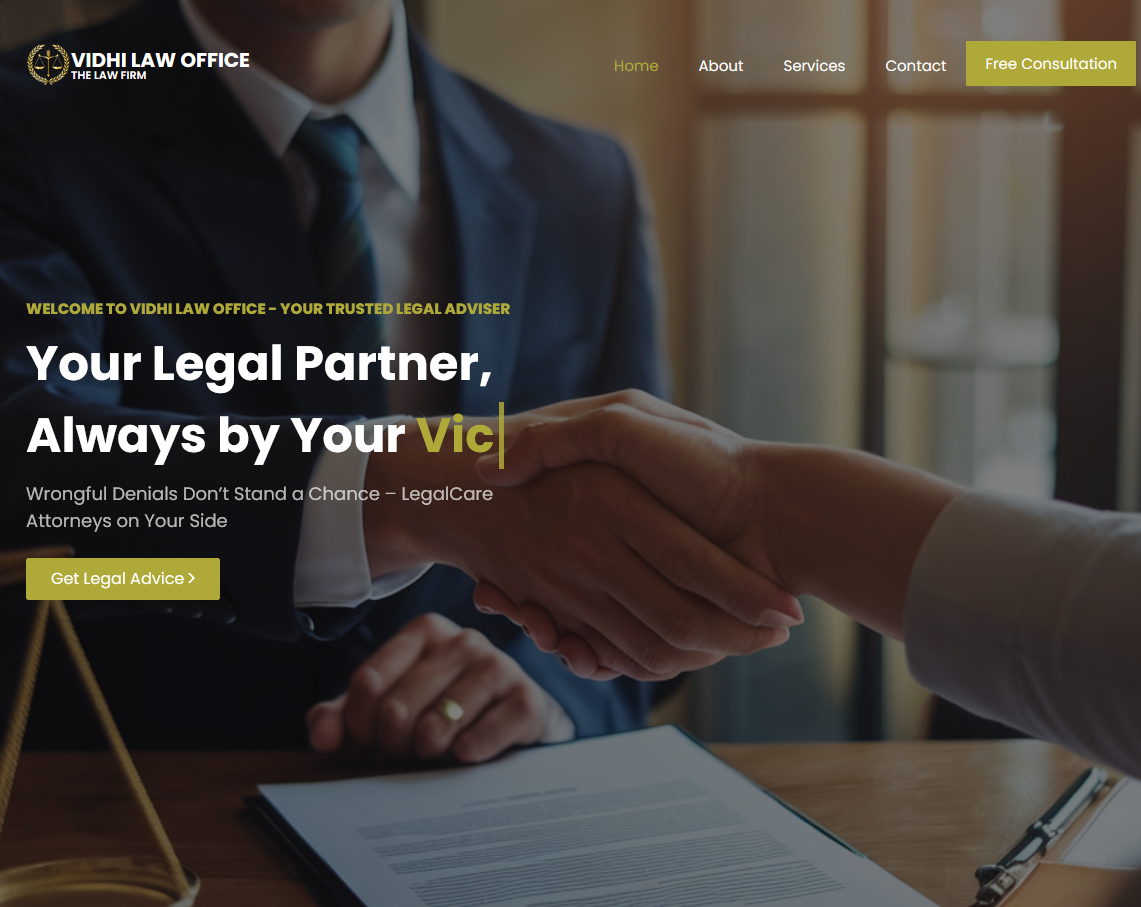 VIDHI LAW OFFICE
THE LAW FIRM
Home
About
Services
Contact
Free Consultation
WELCOME TO VIDHI LAW OFFICE - YOUR TRUSTED LEGAL ADVISER
Your Legal Partner,
Always by Your Vic
Wrongful Denials Don’t Stand a Chance – LegalCare
Attorneys on Your Side
Get Legal Advice >